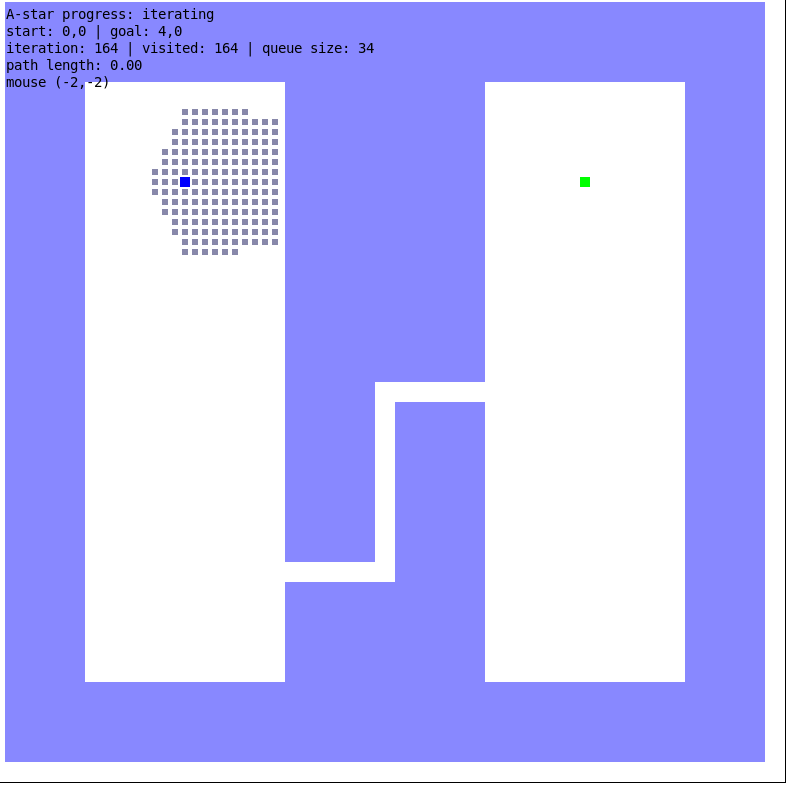 A-star progress: iterating
start: 0,0 | goal: 4,0
iteration: 164 | visited: 164 | queue size: 34
path length: 0.00
mouse (-2,-2)